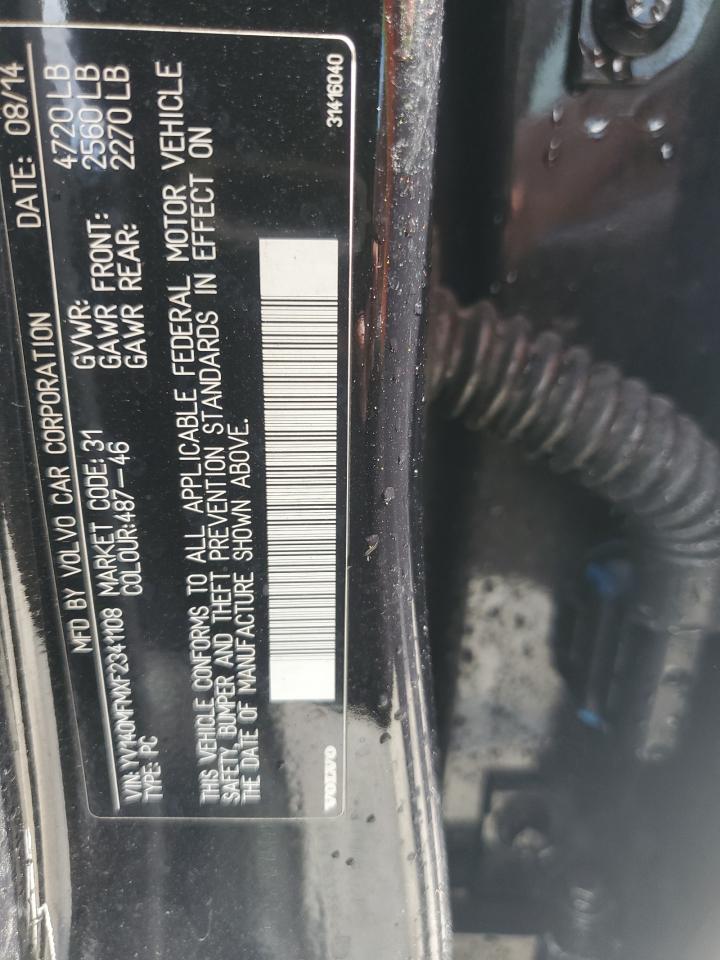 MFD BY VOLVO CAR CORPORATION DATE: 08/14
VIN: YV140MFMXF2341108 MARKET CODE: 31 GVWR: 4720 LB
TYPE: PC COLOUR:487-46 GAWR FRONT: 2560 LB
GAWR REAR: 2270 LB
THIS VEHICLE CONFORMS TO ALL APPLICABLE FEDERAL MOTOR VEHICLE
SAFETY, BUMPER AND THEFT PREVENTION STANDARDS IN EFFECT ON
THE DATE OF MANUFACTURE SHOWN ABOVE.
VOLVO 31416040